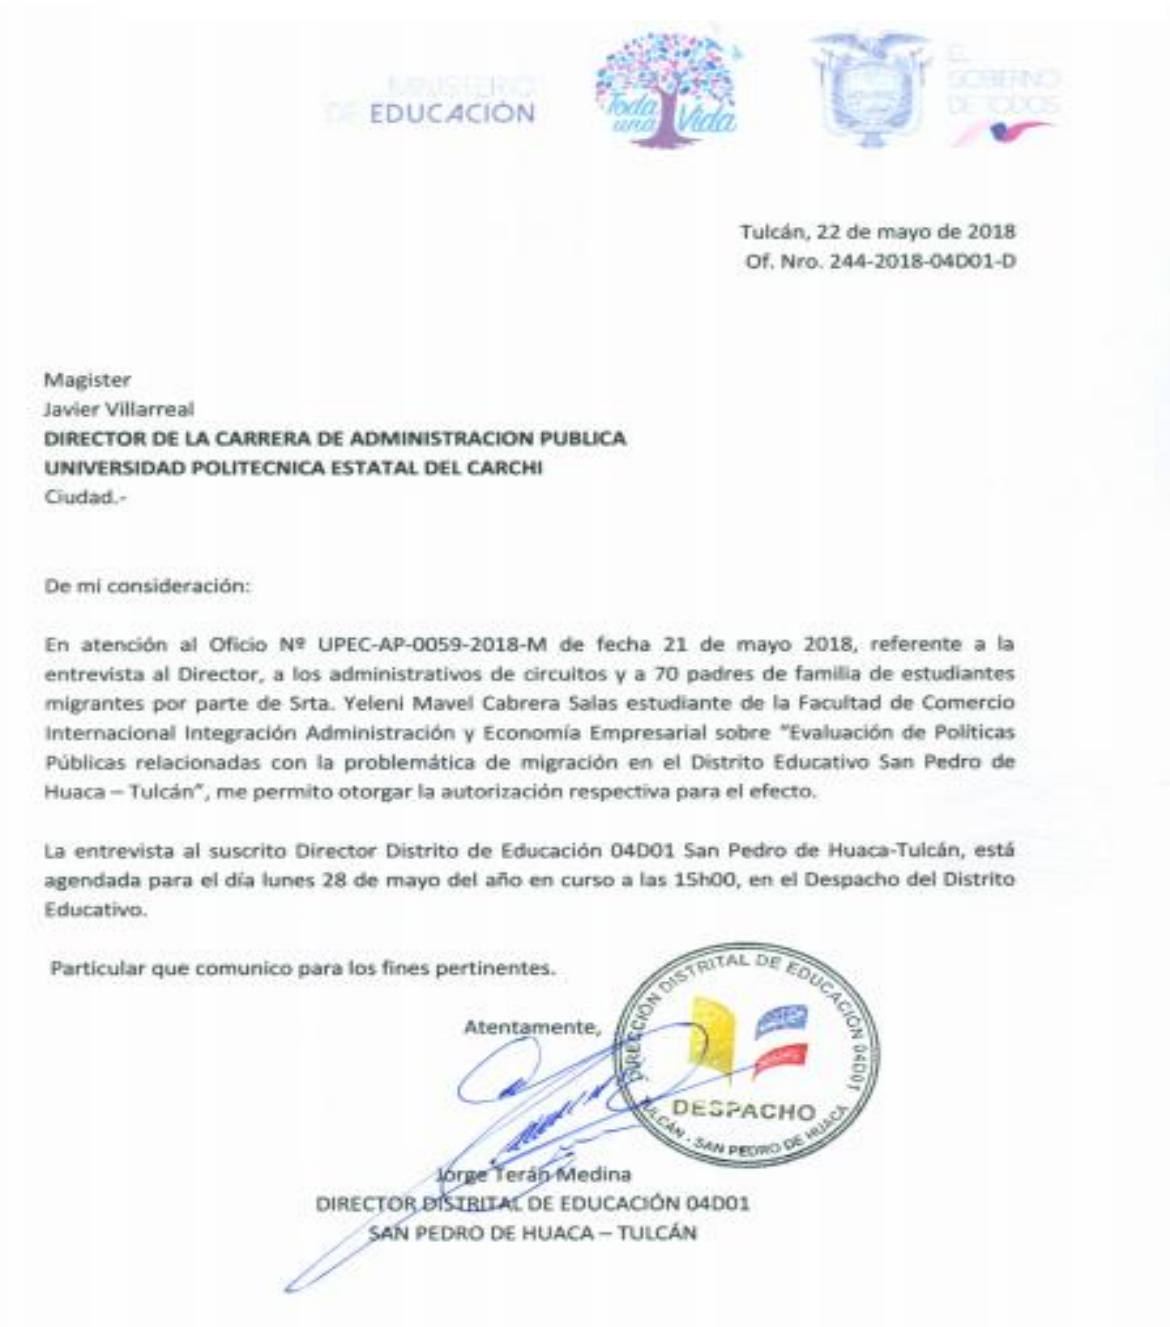 MINISTERIO
DE EDUCACIÓN
Toda
una Vida
EL
GOBIERNO
DE TODOS
Tulcán, 22 de mayo de 2018
Of. Nro. 244-2018-04D01-D
Magister
Javier Villarreal
DIRECTOR DE LA CARRERA DE ADMINISTRACION PUBLICA
UNIVERSIDAD POLITECNICA ESTATAL DEL CARCHI
Ciudad.-
De mi consideración:
En atención al Oficio Nº UPEC-AP-0059-2018-M de fecha 21 de mayo 2018, referente a la
entrevista al Director, a los administrativos de circuitos y a 70 padres de familia de estudiantes
migrantes por parte de Srta. Yeleni Mavel Cabrera Salas estudiante de la Facultad de Comercio
Internacional Integración Administración y Economía Empresarial sobre “Evaluación de Políticas
Públicas relacionadas con la problemática de migración en el Distrito Educativo San Pedro de
Huaca – Tulcán”, me permito otorgar la autorización respectiva para el efecto.
La entrevista al suscrito Director Distrito de Educación 04D01 San Pedro de Huaca-Tulcán, está
agendada para el día lunes 28 de mayo del año en curso a las 15h00, en el Despacho del Distrito
Educativo.
Particular que comunico para los fines pertinentes.
Atentamente,
DIRECCIÓN DISTRITAL DE EDUCACIÓN 04D01
DESPACHO
TULCÁN - SAN PEDRO DE HUACA
Jorge Terán Medina
DIRECTOR DISTRITAL DE EDUCACIÓN 04D01
SAN PEDRO DE HUACA – TULCÁN